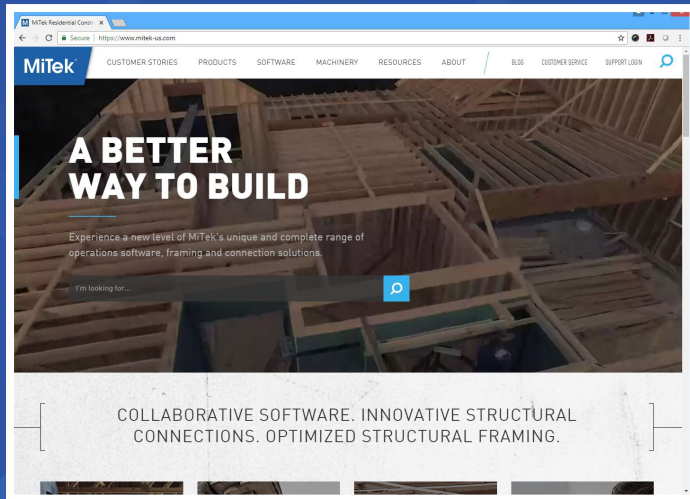 MiTek Residential Constr
Secure | https://www.mitek-us.com
MiTek
CUSTOMER STORIES PRODUCTS SOFTWARE MACHINERY RESOURCES ABOUT BLOG CUSTOMER SERVICE SUPPORT LOGIN
A BETTER
WAY TO BUILD
Experience a new level of MiTek's unique and complete range of
operations software, framing and connection solutions.
I'm looking for...
COLLABORATIVE SOFTWARE. INNOVATIVE STRUCTURAL
CONNECTIONS. OPTIMIZED STRUCTURAL FRAMING.